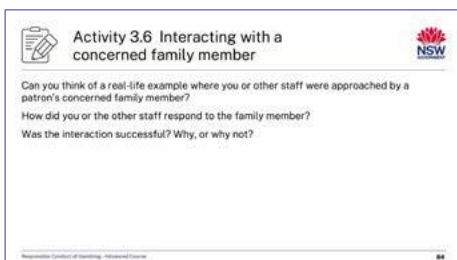 Activity 3.6 Interacting with a
concerned family member
NSW
GOVERNMENT
Can you think of a real-life example where you or other staff were approached by a
patron's concerned family member?
How did you or the other staff respond to the family member?
Was the interaction successful? Why, or why not?
Responsible Conduct of Gambling - Advanced Course
84